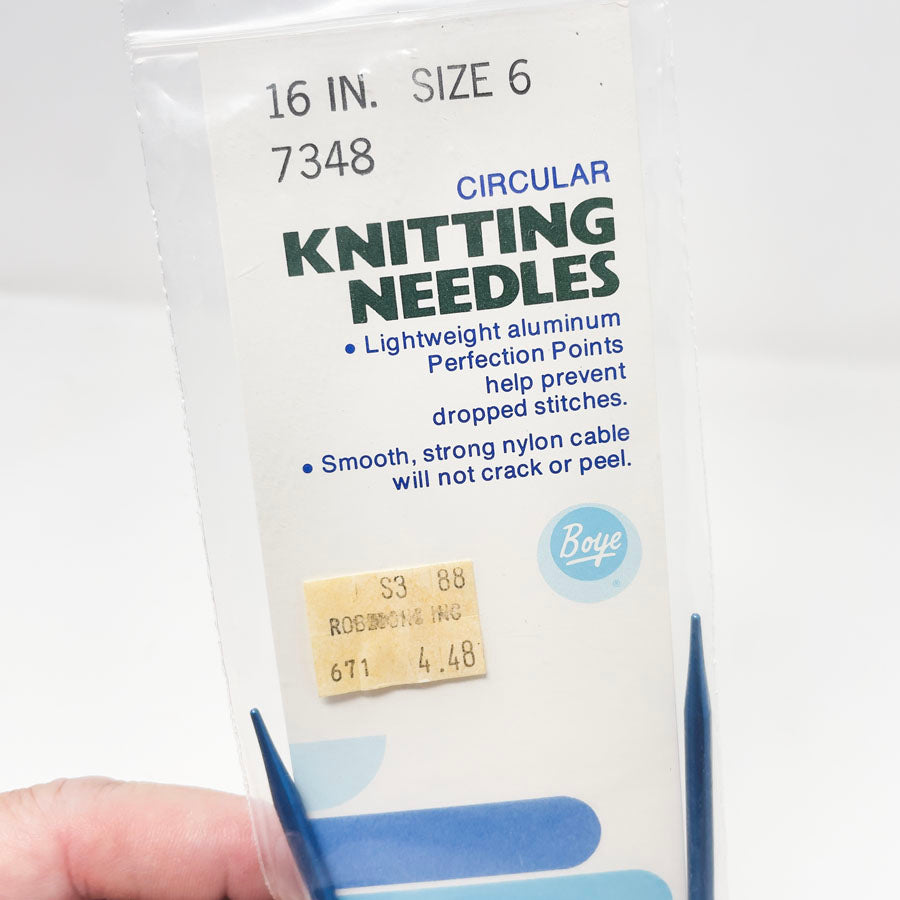 16 IN. SIZE 6
7348
CIRCULAR
KNITTING
NEEDLES
• Lightweight aluminum
Perfection Points
help prevent
dropped stitches.
• Smooth, strong nylon cable
will not crack or peel.
Boye
®
S3 88
INC
671 4.48